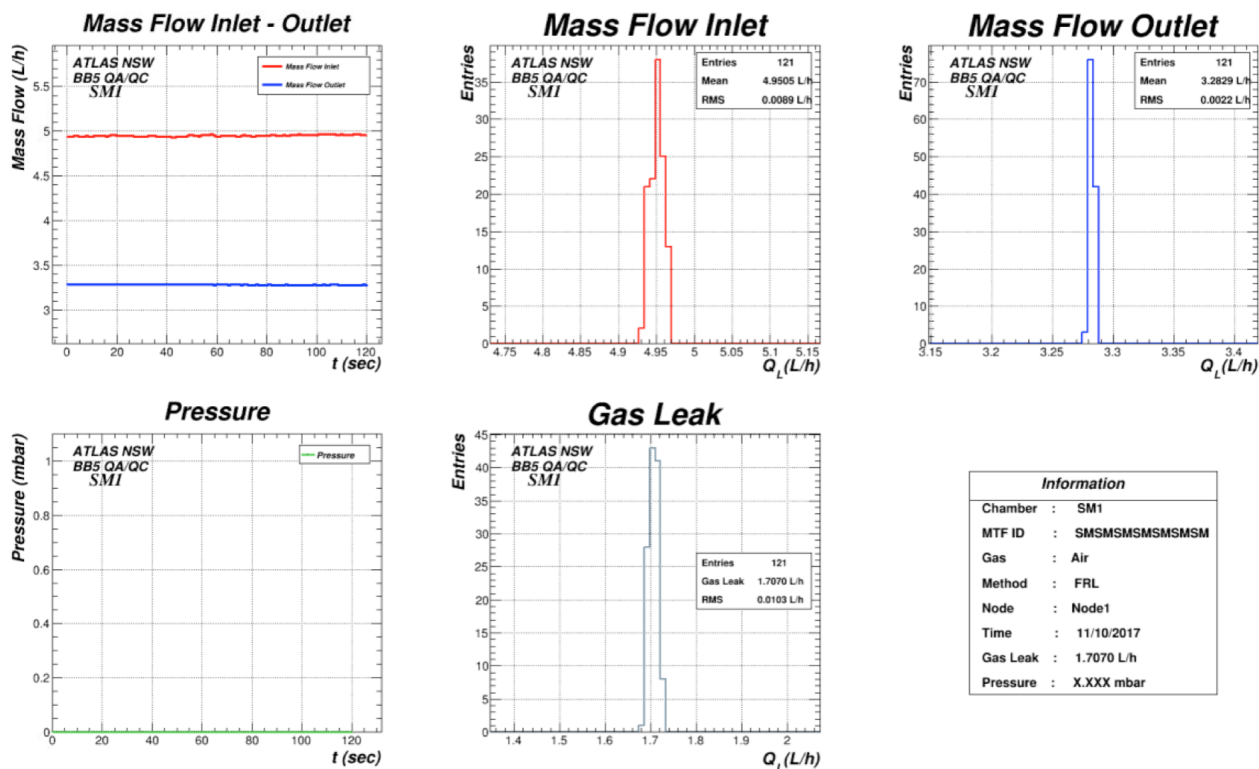 Mass Flow Inlet - Outlet
Mass Flow (L/h)
ATLAS NSW
BB5 QA/QC
SM1
Mass Flow Inlet
Mass Flow Outlet
5.5
5
4.5
4
3.5
3
0 20 40 60 80 100 120
t (sec)
Mass Flow Inlet
Entries
ATLAS NSW
BB5 QA/QC
SM1
Entries 121
Mean 4.9505 L/h
RMS 0.0089 L/h
35
30
25
20
15
10
5
0
4.75 4.8 4.85 4.9 4.95 5 5.05 5.1 5.15
Q_L (L/h)
Mass Flow Outlet
Entries
ATLAS NSW
BB5 QA/QC
SM1
Entries 121
Mean 3.2829 L/h
RMS 0.0022 L/h
70
60
50
40
30
20
10
0
3.15 3.2 3.25 3.3 3.35 3.4
Q_L (L/h)
Pressure
Pressure (mbar)
ATLAS NSW
BB5 QA/QC
SM1
Pressure
1
0.8
0.6
0.4
0.2
0
0 20 40 60 80 100 120
t (sec)
Gas Leak
Entries
ATLAS NSW
BB5 QA/QC
SM1
Entries 121
Gas Leak 1.7070 L/h
RMS 0.0103 L/h
45
40
35
30
25
20
15
10
5
0
1.4 1.5 1.6 1.7 1.8 1.9 2
Q_L (L/h)
Information
Chamber : SM1
MTF ID : SMSMSMSMSMSMSM
Gas : Air
Method : FRL
Node : Node1
Time : 11/10/2017
Gas Leak : 1.7070 L/h
Pressure : X.XXX mbar